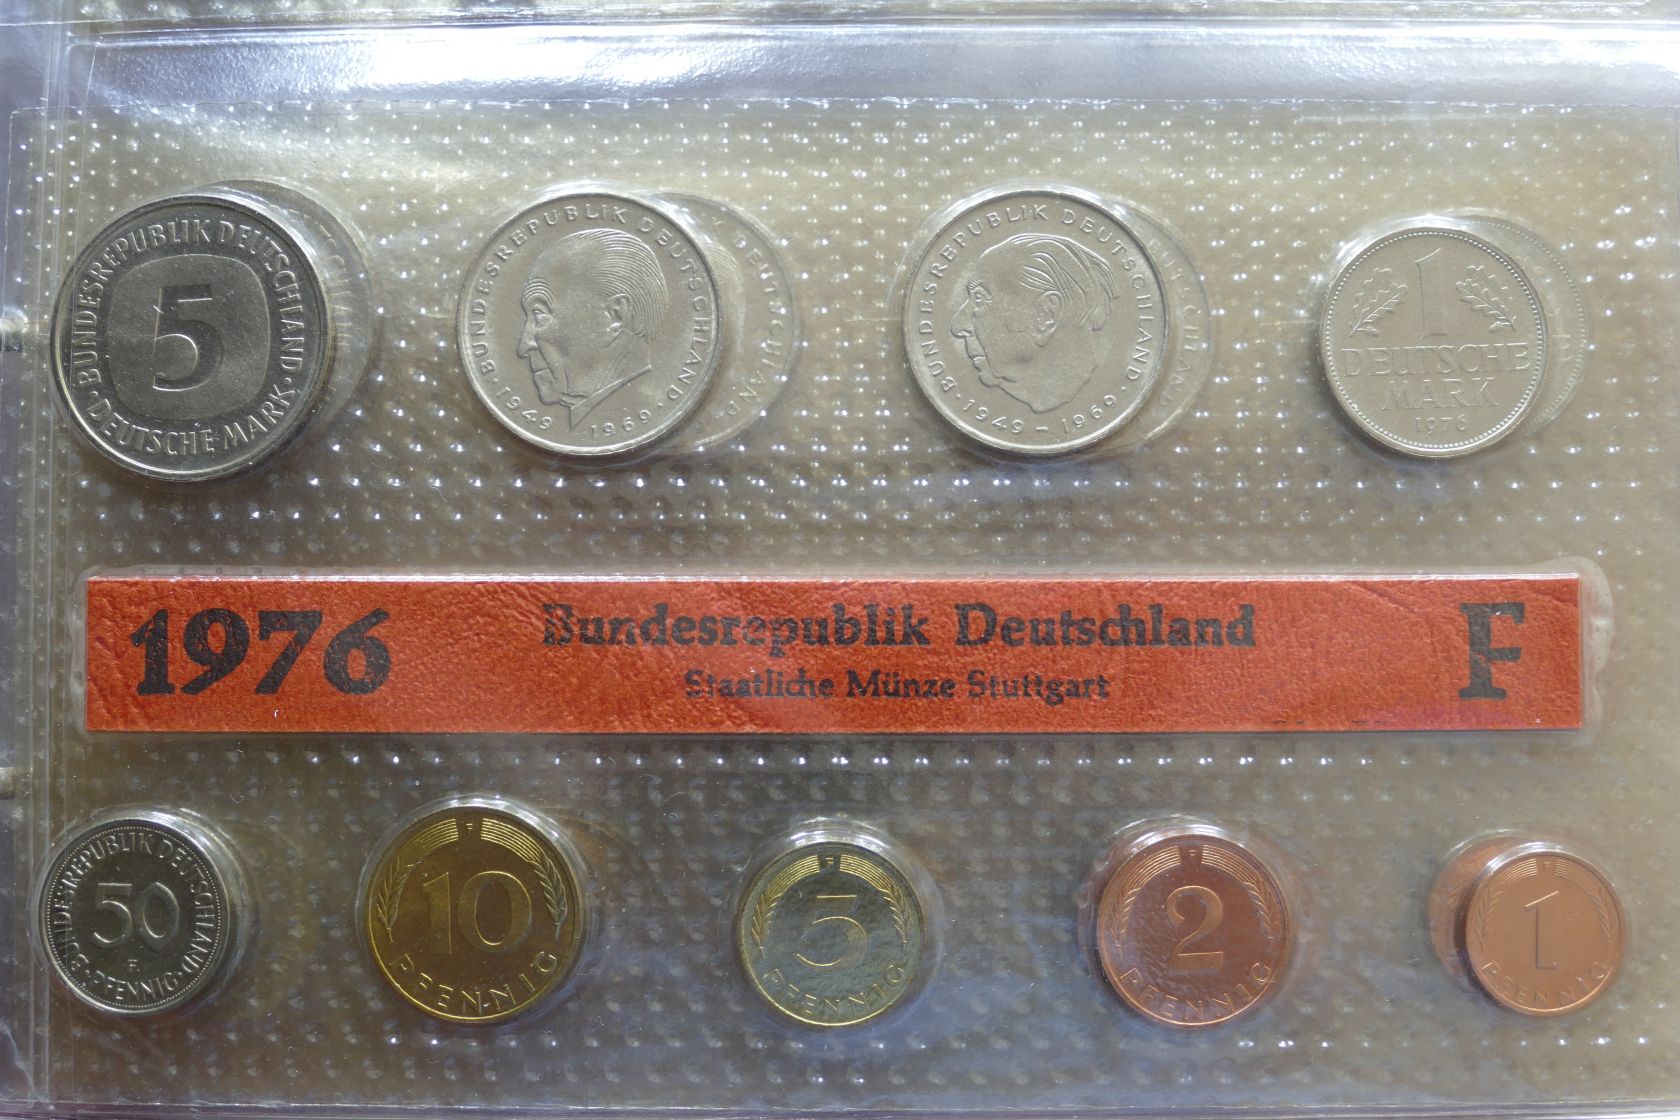 BUNDESREPUBLIK DEUTSCHLAND · DEUTSCHE MARK ·
5
· BUNDESREPUBLIK DEUTSCHLAND ·
1949 1969
· BUNDESREPUBLIK DEUTSCHLAND ·
1949 – 1969
1
DEUTSCHE
MARK
1976
1976
Bundesrepublik Deutschland
Staatliche Münze Stuttgart
F
BUNDESREPUBLIK DEUTSCHLAND
50
F
· PFENNIG ·
F
10
PFENNIG
F
5
PFENNIG
F
2
PFENNIG
F
1
PFENNIG